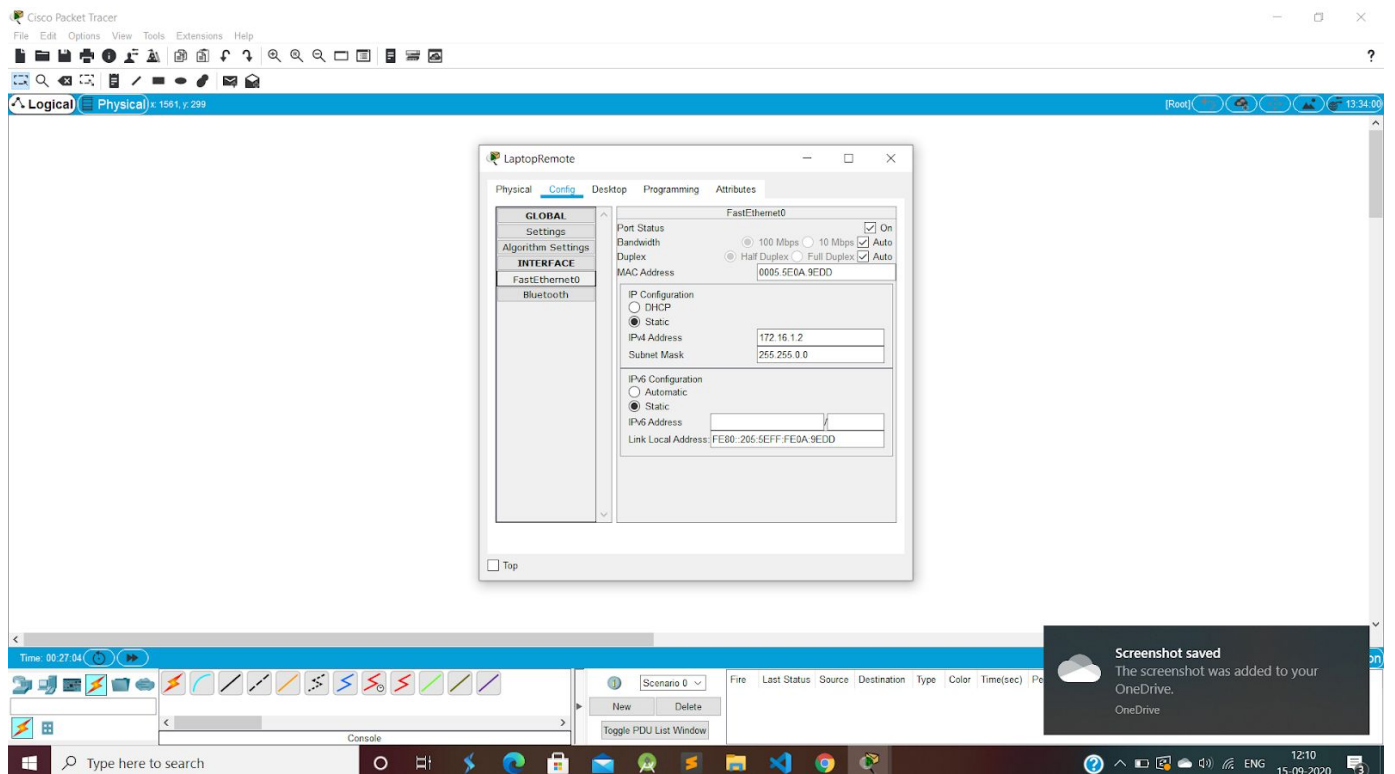 Cisco Packet Tracer
File Edit Options View Tools Extensions Help
?
Logical Physical x: 1561, y: 299 [Root] 13:34:00
LaptopRemote
Physical Config Desktop Programming Attributes
GLOBAL
Settings
Algorithm Settings
INTERFACE
FastEthernet0
Bluetooth
FastEthernet0
Port Status On
Bandwidth 100 Mbps 10 Mbps Auto
Duplex Half Duplex Full Duplex Auto
MAC Address 0005.5E0A.9EDD
IP Configuration
DHCP
Static
IPv4 Address 172.16.1.2
Subnet Mask 255.255.0.0
IPv6 Configuration
Automatic
Static
IPv6 Address /
Link Local Address: FE80::205:5EFF:FE0A:9EDD
Top
Time: 00:27:04
Scenario 0
Fire Last Status Source Destination Type Color Time(sec) Pe
New Delete
Toggle PDU List Window
Console
Screenshot saved
The screenshot was added to your
OneDrive.
OneDrive
Type here to search
ENG
12:10
15-09-2020
3